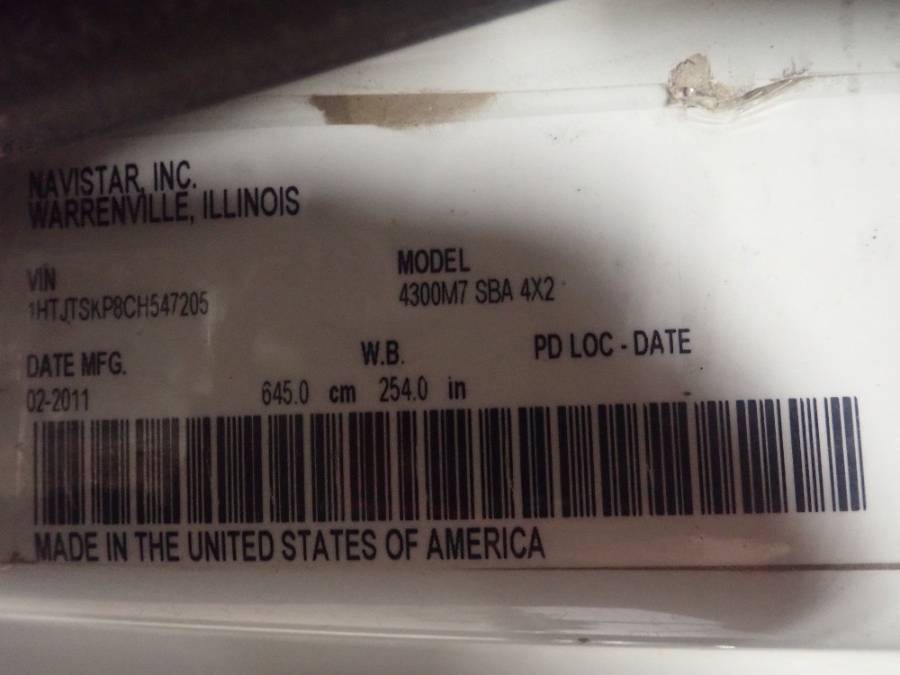 NAVISTAR, INC.
WARRENVILLE, ILLINOIS
VIN MODEL
1HTJTSKP8CH547205 4300M7 SBA 4X2
DATE MFG. W.B. PD LOC - DATE
02-2011 645.0 cm 254.0 in
MADE IN THE UNITED STATES OF AMERICA